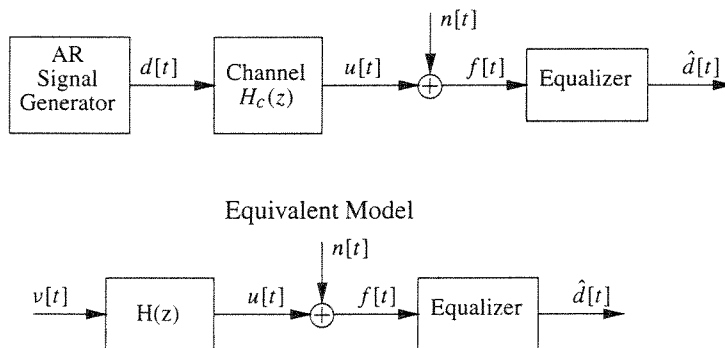 n[t]
AR
Signal
Generator
d[t]
Channel
H_c(z)
u[t]
+
f[t]
Equalizer
d̂[t]
Equivalent Model
n[t]
ν[t]
H(z)
u[t]
+
f[t]
Equalizer
d̂[t]